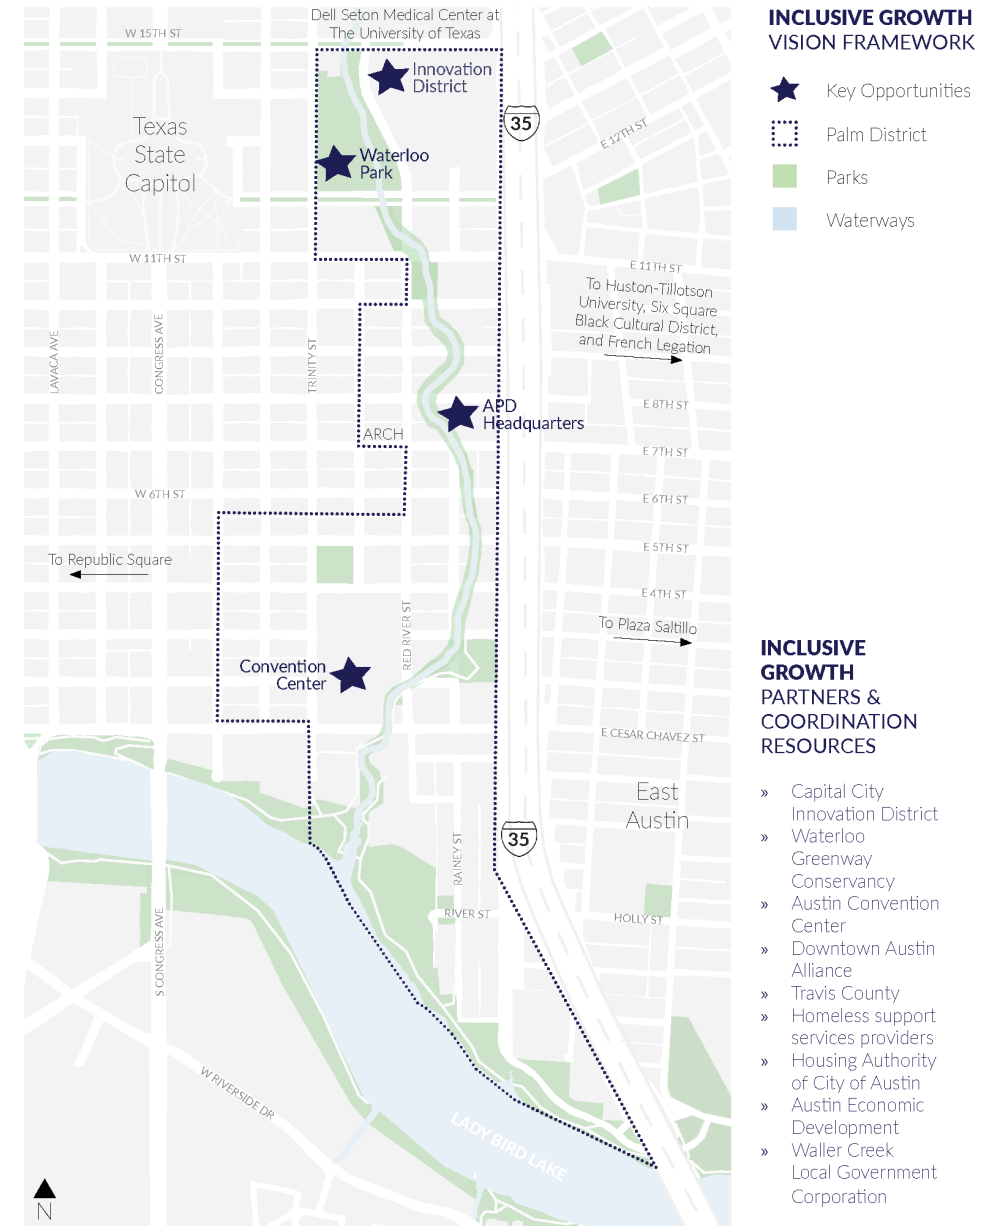 Dell Seton Medical Center at
The University of Texas
W 15TH ST
Innovation
District
35
E 12TH ST
Texas
State
Capitol
Waterloo
Park
W 11TH ST
E 11TH ST
To Huston-Tillotson
University, Six Square
Black Cultural District,
and French Legation
LAVACA AVE
CONGRESS AVE
TRINITY ST
APD
Headquarters
E 8TH ST
ARCH
E 7TH ST
W 6TH ST
E 6TH ST
To Republic Square
E 5TH ST
E 4TH ST
RED RIVER ST
To Plaza Saltillo
Convention
Center
E CESAR CHAVEZ ST
East
Austin
35
RAINEY ST
RIVER ST
HOLLY ST
S CONGRESS AVE
W RIVERSIDE DR
LADY BIRD LAKE
N
INCLUSIVE GROWTH
VISION FRAMEWORK
Key Opportunities
Palm District
Parks
Waterways
INCLUSIVE
GROWTH
PARTNERS &
COORDINATION
RESOURCES
» Capital City
Innovation District
» Waterloo
Greenway
Conservancy
» Austin Convention
Center
» Downtown Austin
Alliance
» Travis County
» Homeless support
services providers
» Housing Authority
of City of Austin
» Austin Economic
Development
» Waller Creek
Local Government
Corporation